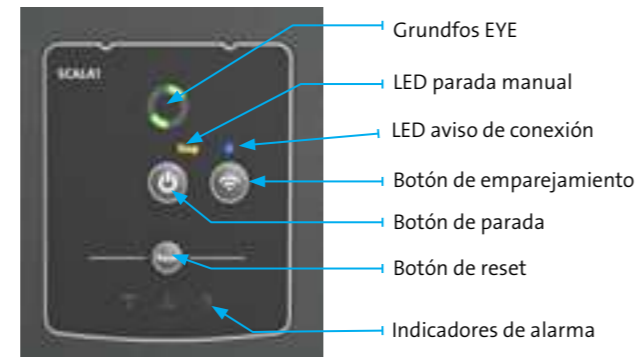 Grundfos EYE
SCALA1
LED parada manual
LED aviso de conexión
Stop
Botón de emparejamiento
Botón de parada
Botón de reset
Reset
Indicadores de alarma